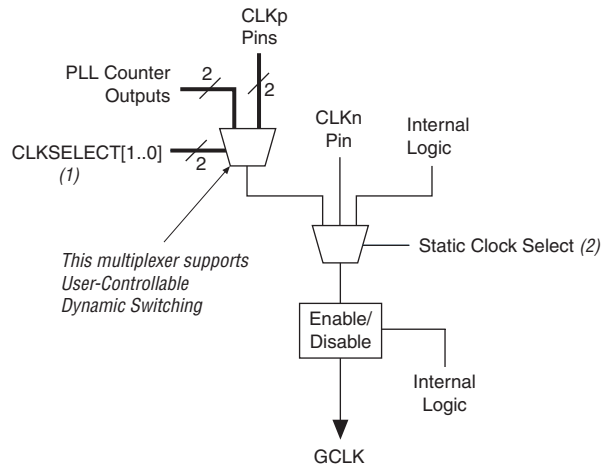 CLKp
Pins
PLL Counter
Outputs
2
2
CLKSELECT[1..0]
(1)
2
CLKn
Pin
Internal
Logic
This multiplexer supports
User-Controllable
Dynamic Switching
Static Clock Select (2)
Enable/
Disable
Internal
Logic
GCLK